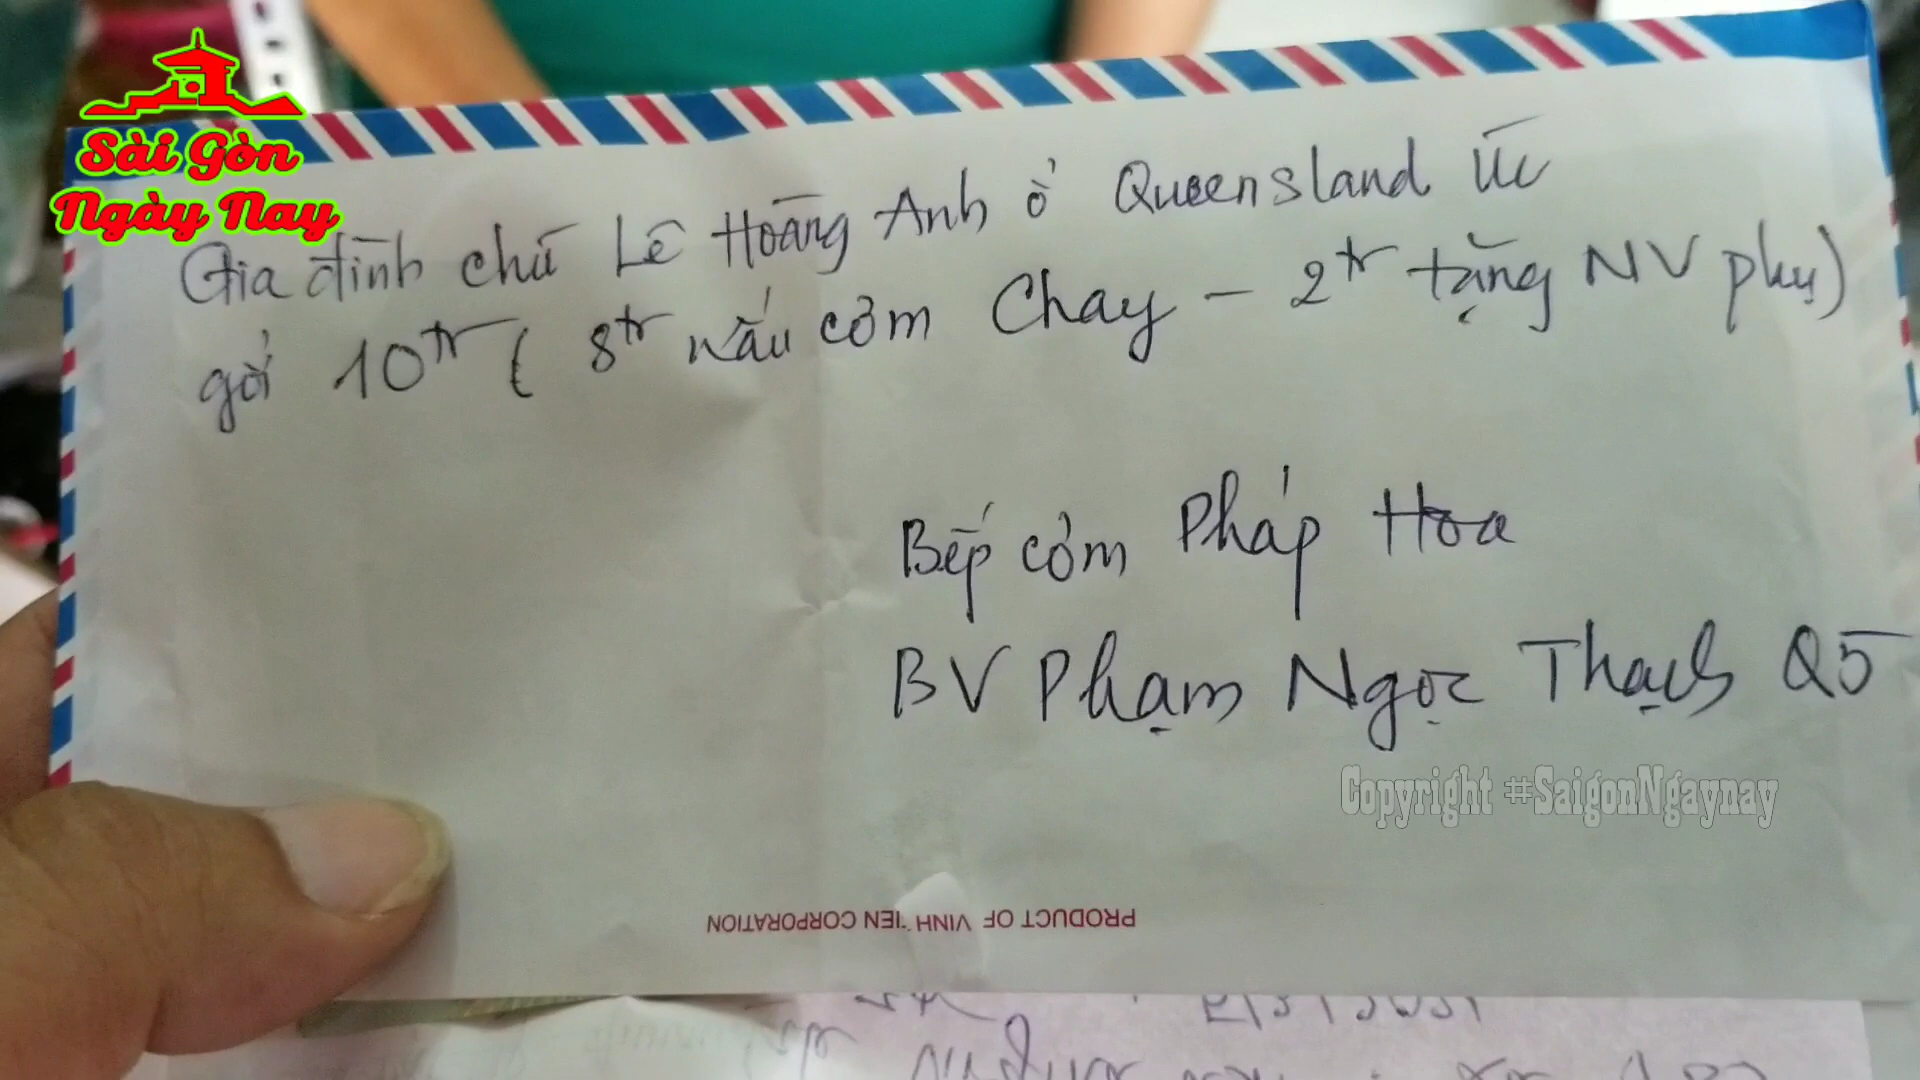 Sài Gòn
Ngày Nay
Gia đình chú Lê Hoàng Anh ở Queensland Úc
gởi 10tr ( 8tr nấu cơm Chay - 2tr tặng NV phụ)
Bếp cơm Pháp Hoa
BV Phạm Ngọc Thạch Q5
Copyright #SaigonNgaynay
PRODUCT OF VINH TIEN CORPORATION